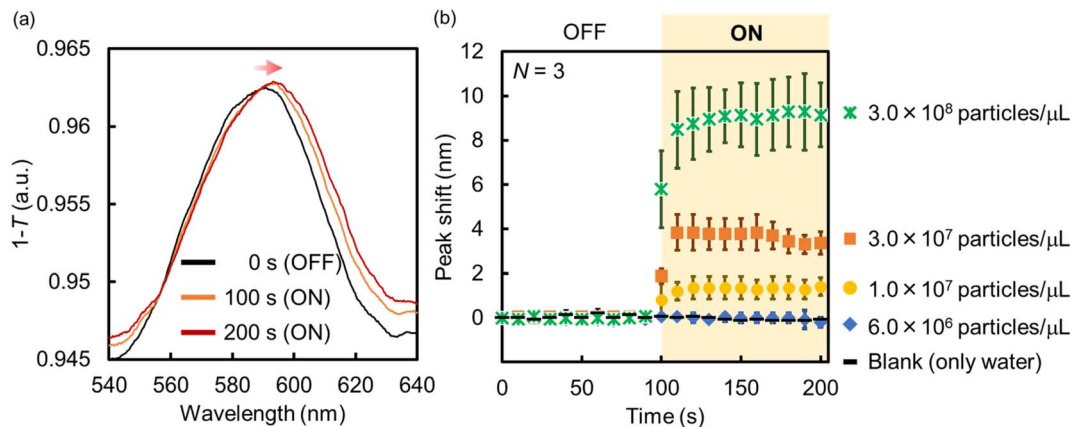 (a)
0.965
0.96
0.955
0.95
0.945
1-T (a.u.)
0 s (OFF)
100 s (ON)
200 s (ON)
540 560 580 600 620 640
Wavelength (nm)
(b)
OFF ON
N = 3
12
10
8
6
4
2
0
Peak shift (nm)
0 50 100 150 200
Time (s)
3.0 × 10⁸ particles/μL
3.0 × 10⁷ particles/μL
1.0 × 10⁷ particles/μL
6.0 × 10⁶ particles/μL
Blank (only water)